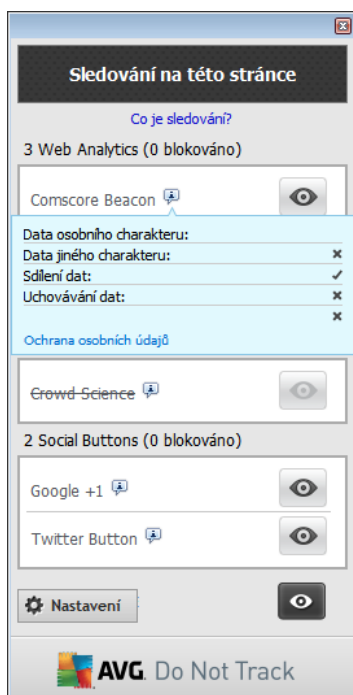 Sledování na této stránce
Co je sledování?
3 Web Analytics (0 blokováno)
Comscore Beacon
Data osobního charakteru:
Data jiného charakteru:
Sdílení dat:
Uchovávání dat:
Ochrana osobních údajů
Crowd Science
2 Social Buttons (0 blokováno)
Google +1
Twitter Button
Nastavení
AVG. Do Not Track